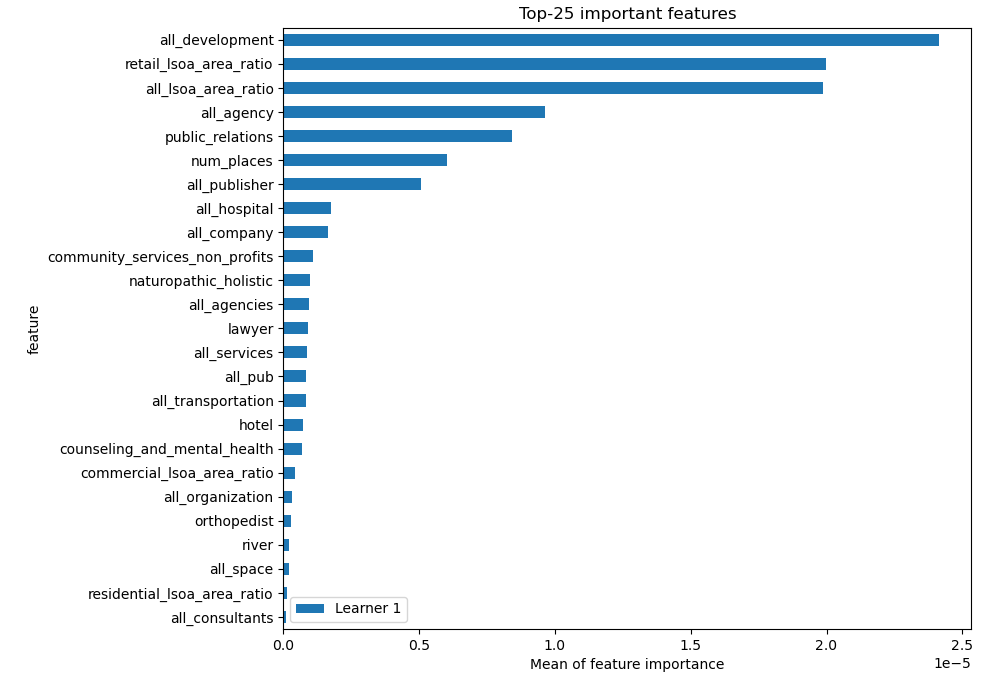 Top-25 important features
all_development
retail_lsoa_area_ratio
all_lsoa_area_ratio
all_agency
public_relations
num_places
all_publisher
all_hospital
all_company
community_services_non_profits
naturopathic_holistic
all_agencies
lawyer
all_services
all_pub
all_transportation
hotel
counseling_and_mental_health
commercial_lsoa_area_ratio
all_organization
orthopedist
river
all_space
residential_lsoa_area_ratio
all_consultants
feature
Learner 1
0.0 0.5 1.0 1.5 2.0 2.5
Mean of feature importance
1e−5